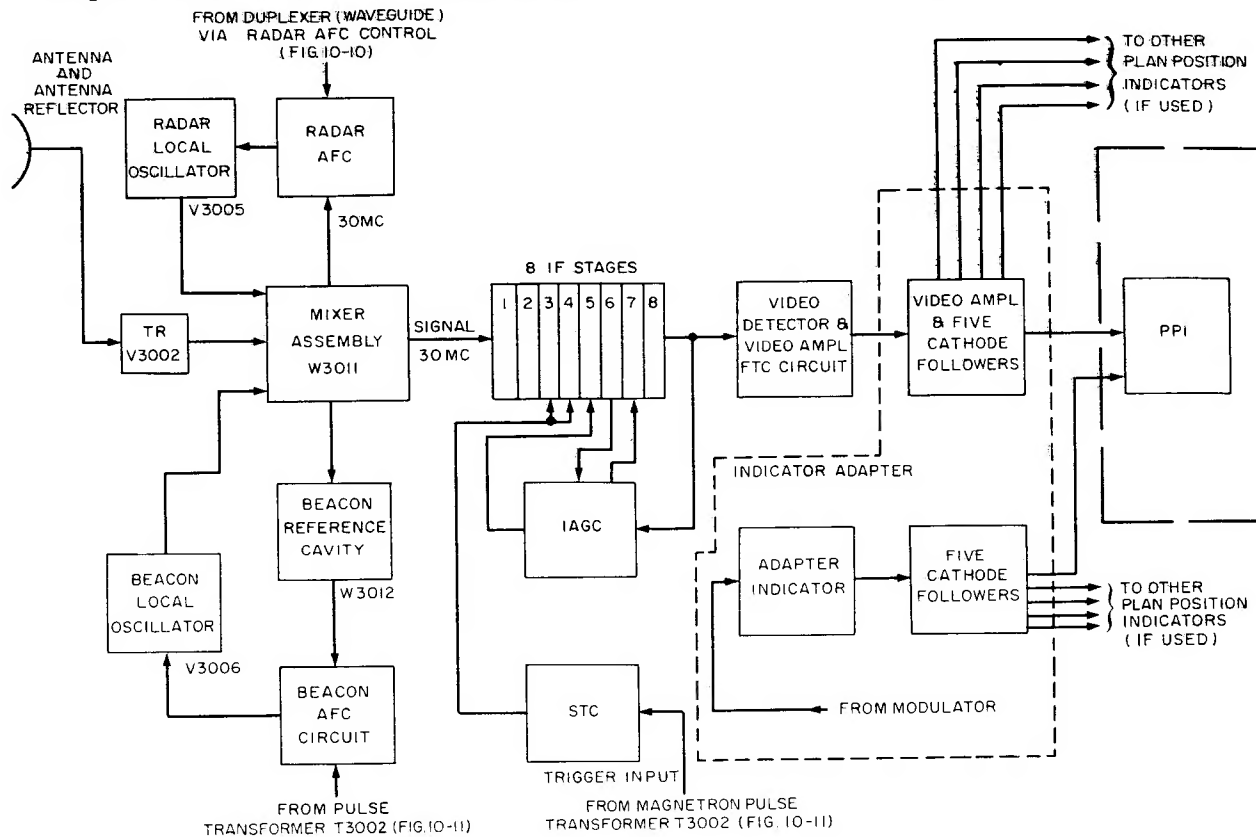 FROM DUPLEXER (WAVEGUIDE)
VIA RADAR AFC CONTROL
(FIG. 10-10)
ANTENNA
AND
ANTENNA
REFLECTOR
RADAR
LOCAL
OSCILLATOR
V3005
RADAR
AFC
30MC
TO OTHER
PLAN POSITION
INDICATORS
(IF USED)
TR
V3002
MIXER
ASSEMBLY
W3011
SIGNAL
30 MC
8 IF STAGES
1 2 3 4 5 6 7 8
VIDEO
DETECTOR &
VIDEO AMPL
FTC CIRCUIT
VIDEO AMPL
& FIVE
CATHODE
FOLLOWERS
PPI
INDICATOR ADAPTER
IAGC
BEACON
REFERENCE
CAVITY
W3012
BEACON
LOCAL
OSCILLATOR
V3006
BEACON
AFC
CIRCUIT
ADAPTER
INDICATOR
FIVE
CATHODE
FOLLOWERS
TO OTHER
PLAN POSITION
INDICATORS
(IF USED)
STC
FROM MODULATOR
TRIGGER INPUT
FROM PULSE
TRANSFORMER T3002 (FIG. 10-11)
FROM MAGNETRON PULSE
TRANSFORMER T3002 (FIG. 10-11)